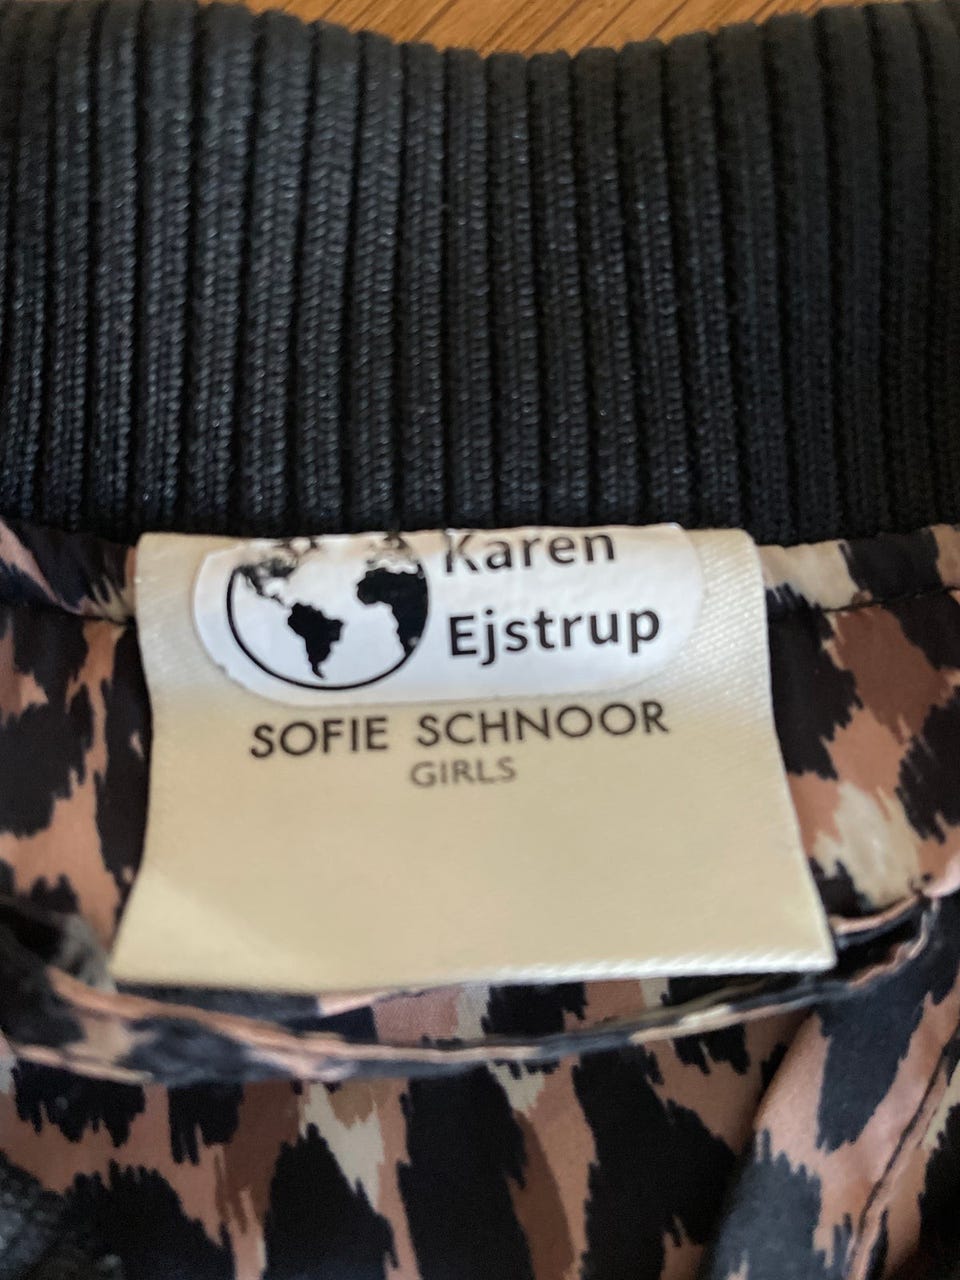 Karen
Ejstrup
SOFIE SCHNOOR
GIRLS